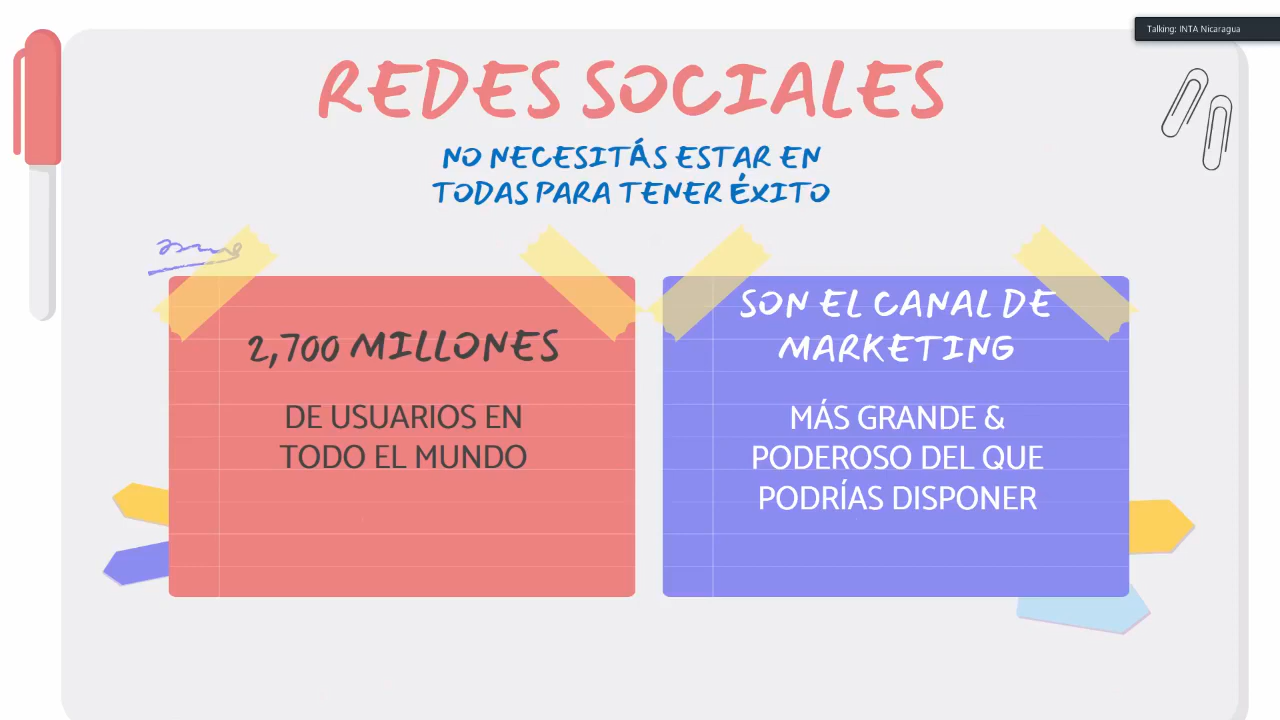 Talking: INTA Nicaragua
REDES SOCIALES
NO NECESITÁS ESTAR EN
TODAS PARA TENER ÉXITO
2,700 MILLONES
DE USUARIOS EN
TODO EL MUNDO
SON EL CANAL DE
MARKETING
MÁS GRANDE &
PODEROSO DEL QUE
PODRÍAS DISPONER